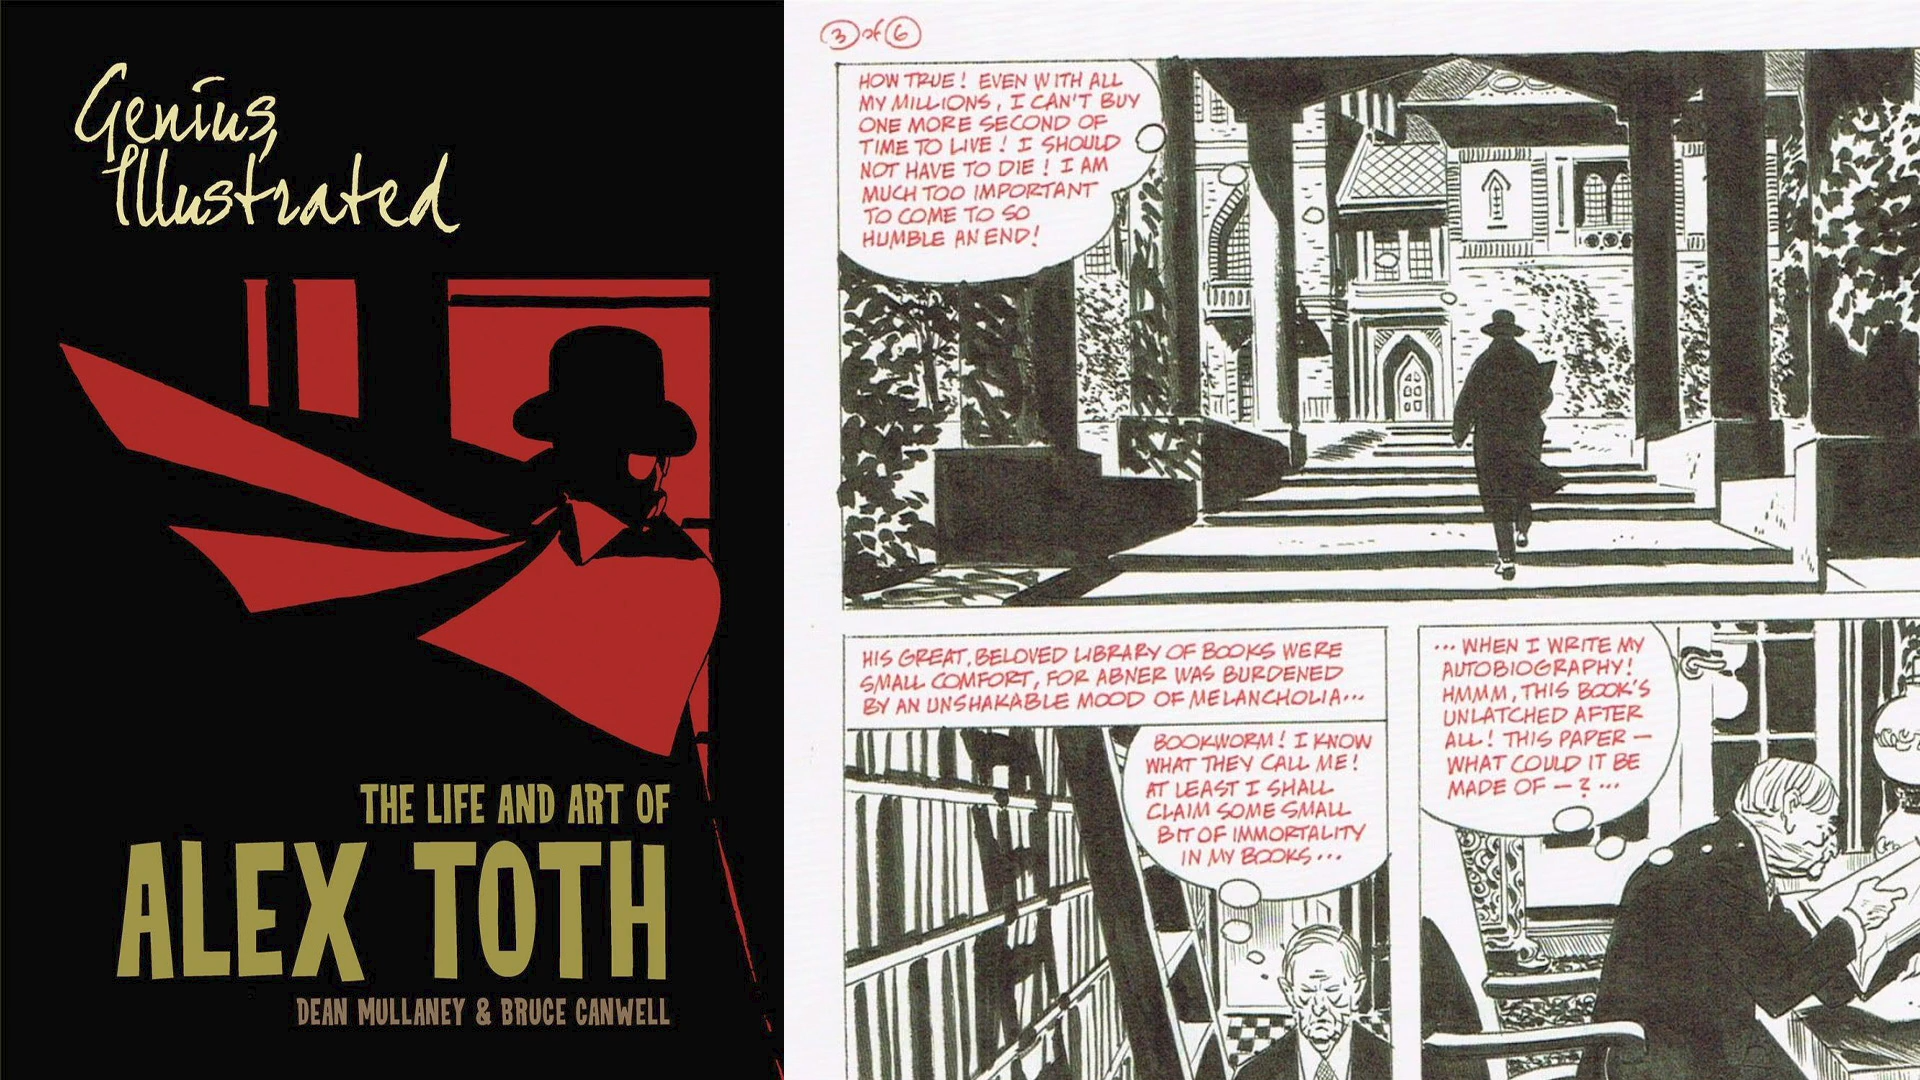 Genius,
Illustrated
THE LIFE AND ART OF
ALEX TOTH
DEAN MULLANEY & BRUCE CANWELL
3 of 6
HOW TRUE! EVEN WITH ALL
MY MILLIONS, I CAN'T BUY
ONE MORE SECOND OF
TIME TO LIVE! I SHOULD
NOT HAVE TO DIE! I AM
MUCH TOO IMPORTANT
TO COME TO SO
HUMBLE AN END!
HIS GREAT, BELOVED LIBRARY OF BOOKS WERE
SMALL COMFORT, FOR ABNER WAS BURDENED
BY AN UNSHAKABLE MOOD OF MELANCHOLIA...
BOOKWORM! I KNOW
WHAT THEY CALL ME!
AT LEAST I SHALL
CLAIM SOME SMALL
BIT OF IMMORTALITY
IN MY BOOKS...
... WHEN I WRITE MY
AUTOBIOGRAPHY!
HMMM, THIS BOOK'S
UNLATCHED AFTER
ALL! THIS PAPER —
WHAT COULD IT BE
MADE OF — ? ...